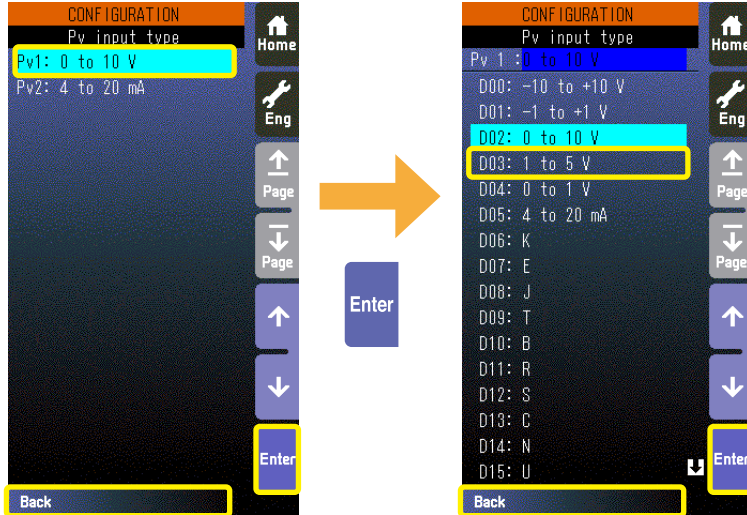 CONFIGURATION
Pv input type
Pv1: 0 to 10 V
Pv2: 4 to 20 mA
Home
Eng
Page
Page
Enter
Back
Enter
CONFIGURATION
Pv input type
Pv 1 :0 to 10 V
D00: -10 to +10 V
D01: -1 to +1 V
D02: 0 to 10 V
D03: 1 to 5 V
D04: 0 to 1 V
D05: 4 to 20 mA
D06: K
D07: E
D08: J
D09: T
D10: B
D11: R
D12: S
D13: C
D14: N
D15: U
Home
Eng
Page
Page
Enter
Back